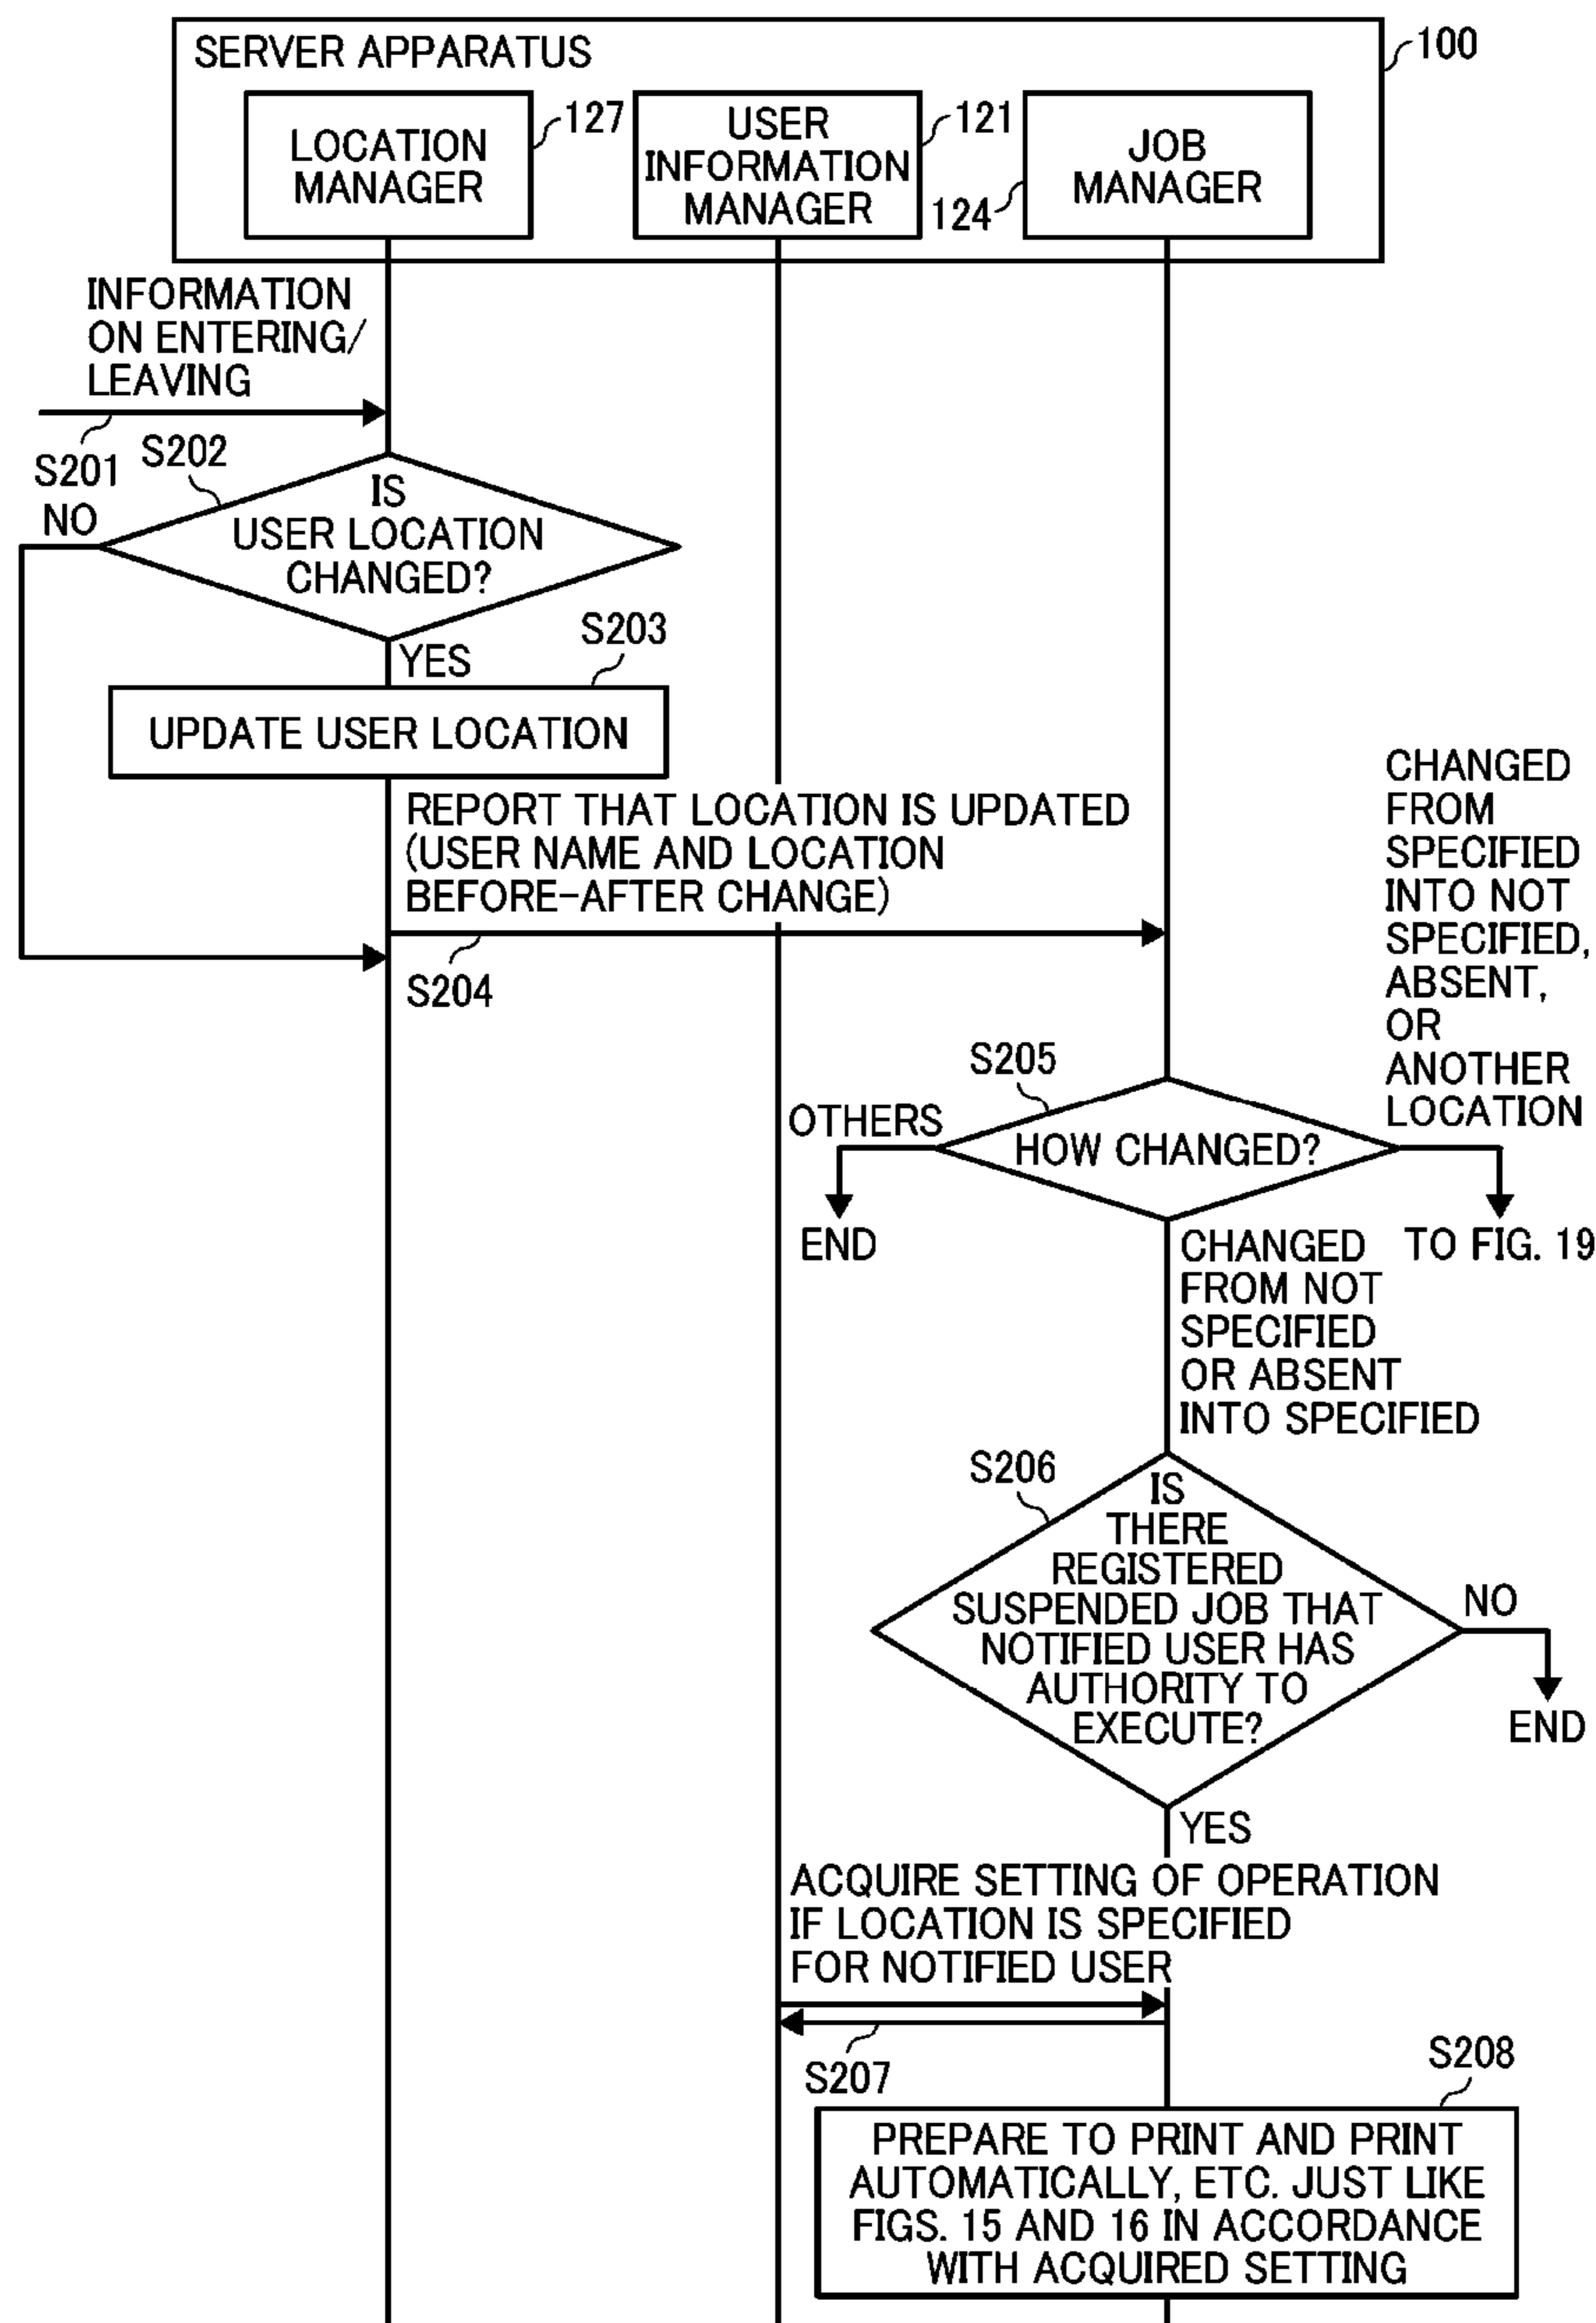 SERVER APPARATUS
100
LOCATION
MANAGER
127
USER
INFORMATION
MANAGER
121
JOB
MANAGER
124
INFORMATION
ON ENTERING/
LEAVING
S201
S202
IS
USER LOCATION
CHANGED?
NO
YES
S203
UPDATE USER LOCATION
REPORT THAT LOCATION IS UPDATED
(USER NAME AND LOCATION
BEFORE-AFTER CHANGE)
S204
CHANGED
FROM
SPECIFIED
INTO NOT
SPECIFIED,
ABSENT,
OR
ANOTHER
LOCATION
S205
OTHERS
HOW CHANGED?
END
TO FIG. 19
CHANGED
FROM NOT
SPECIFIED
OR ABSENT
INTO SPECIFIED
S206
IS
THERE
REGISTERED
SUSPENDED JOB THAT
NOTIFIED USER HAS
AUTHORITY TO
EXECUTE?
NO
END
YES
ACQUIRE SETTING OF OPERATION
IF LOCATION IS SPECIFIED
FOR NOTIFIED USER
S207
S208
PREPARE TO PRINT AND PRINT
AUTOMATICALLY, ETC. JUST LIKE
FIGS. 15 AND 16 IN ACCORDANCE
WITH ACQUIRED SETTING